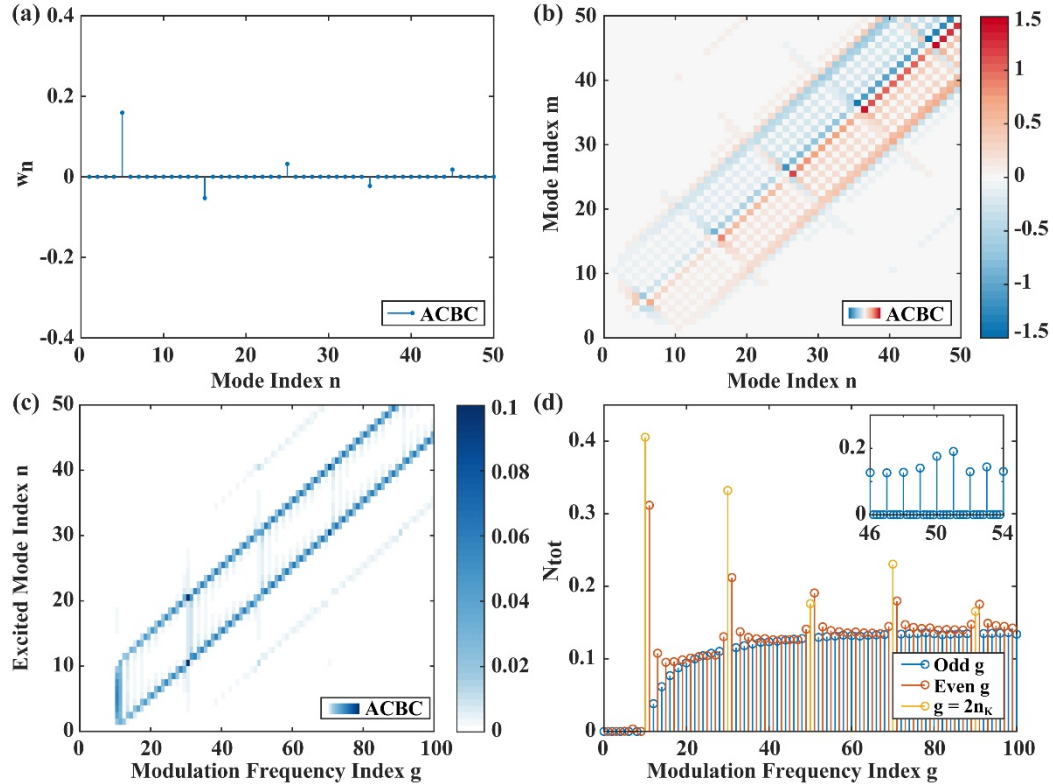 (a)
0.4
0.2
0
-0.2
-0.4
w_n
0 10 20 30 40 50
Mode Index n
ACBC
(b)
50
40
30
20
10
0
Mode Index m
0 10 20 30 40 50
Mode Index n
ACBC
1.5
1
0.5
0
-0.5
-1
-1.5
(c)
50
40
30
20
10
0
Excited Mode Index n
0 20 40 60 80 100
Modulation Frequency Index g
ACBC
0.1
0.08
0.06
0.04
0.02
0
(d)
0.4
0.3
0.2
0.1
0
N_tot
0 20 40 60 80 100
Modulation Frequency Index g
0.2
0
46 50 54
Odd g
Even g
g = 2n_K